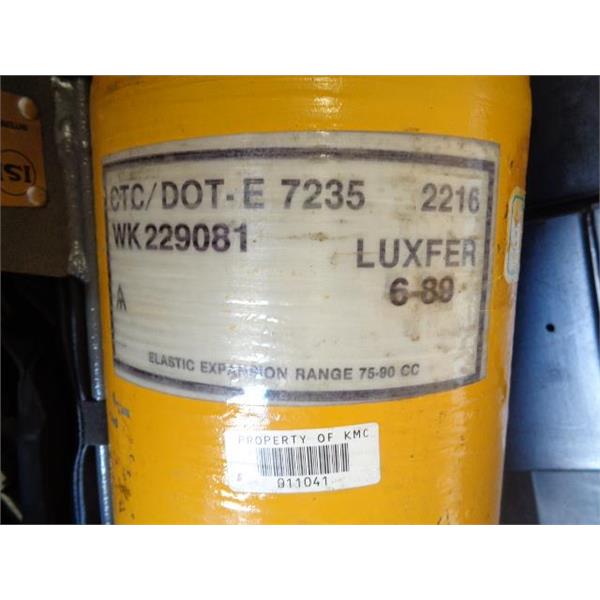 CTC/DOT-E 7235 2216
WK229081
LUXFER
6-89
ELASTIC EXPANSION RANGE 75-90 CC
PROPERTY OF KMC
911041